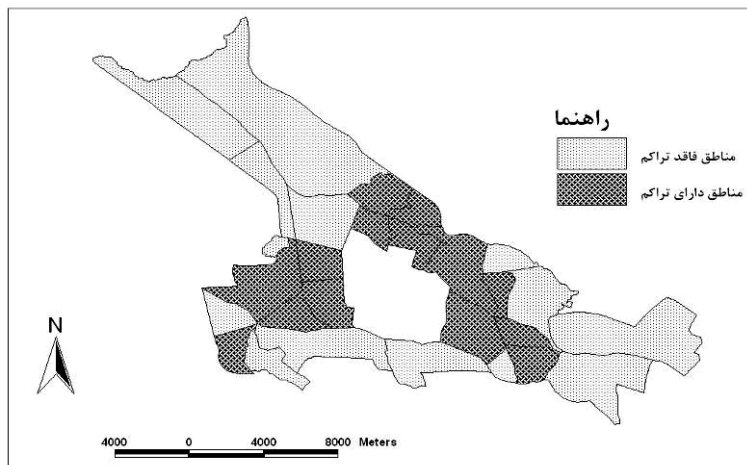 راهنما
مناطق فاقد تراکم
مناطق دارای تراکم
N
4000 0 4000 8000 Meters